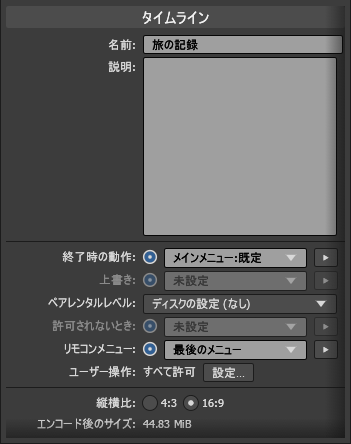 タイムライン
名前: 旅の記録
説明:
終了時の動作: メインメニュー:既定
上書き: 未設定
ペアレンタルレベル: ディスクの設定 (なし)
許可されないとき: 未設定
リモコンメニュー: 最後のメニュー
ユーザー操作: すべて許可 設定...
縦横比: 4:3 16:9
エンコード後のサイズ: 44.83 MiB